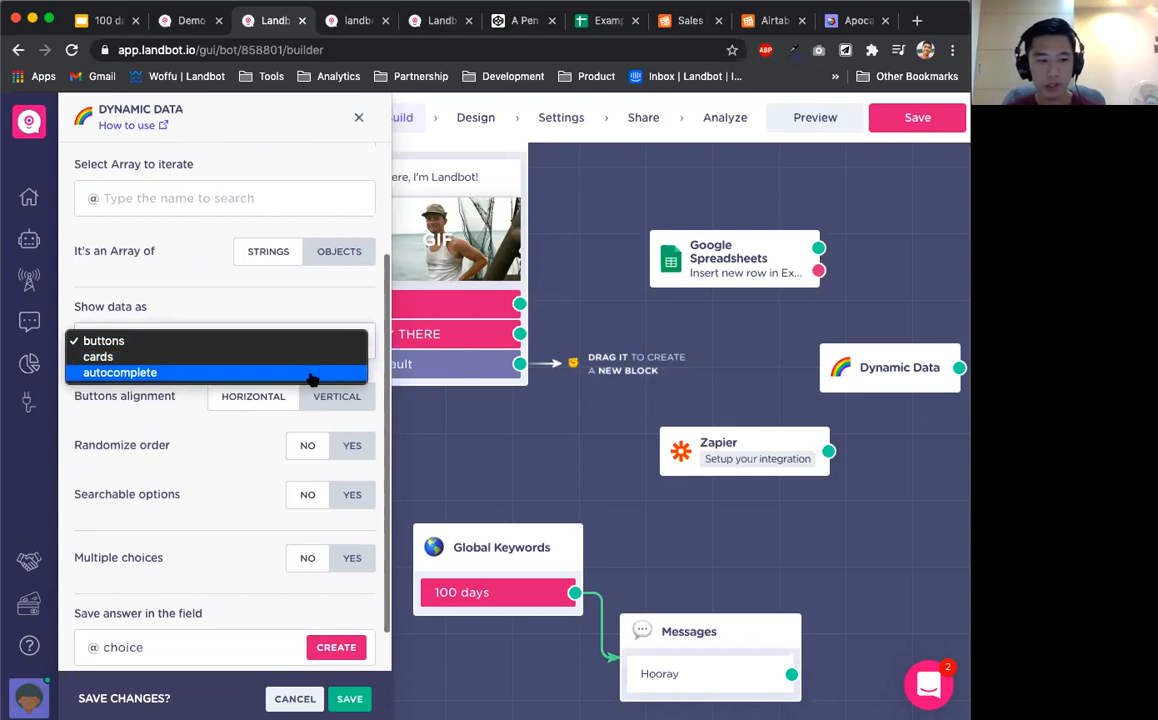 100 da
Demo
Landb
landbo
Landb
A Pen
Examp
Sales
Airtab
Apoca
app.landbot.io/gui/bot/858801/builder
ABP
Apps
Gmail
Woffu | Landbot
Tools
Analytics
Partnership
Development
Product
Inbox | Landbot | I...
»
Other Bookmarks
DYNAMIC DATA
How to use
uild
Design
Settings
Share
Analyze
Preview
Save
Select Array to iterate
@ Type the name to search
It's an Array of
STRINGS
OBJECTS
Show data as
✓ buttons
cards
autocomplete
Buttons alignment
HORIZONTAL
VERTICAL
Randomize order
NO
YES
Searchable options
NO
YES
Multiple choices
NO
YES
Save answer in the field
@ choice
CREATE
SAVE CHANGES?
CANCEL
SAVE
ere, I'm Landbot!
GIF
THERE
ault
DRAG IT TO CREATE
A NEW BLOCK
Google
Spreadsheets
Insert new row in Ex...
Dynamic Data
Zapier
Setup your integration
Global Keywords
100 days
Messages
Hooray
2